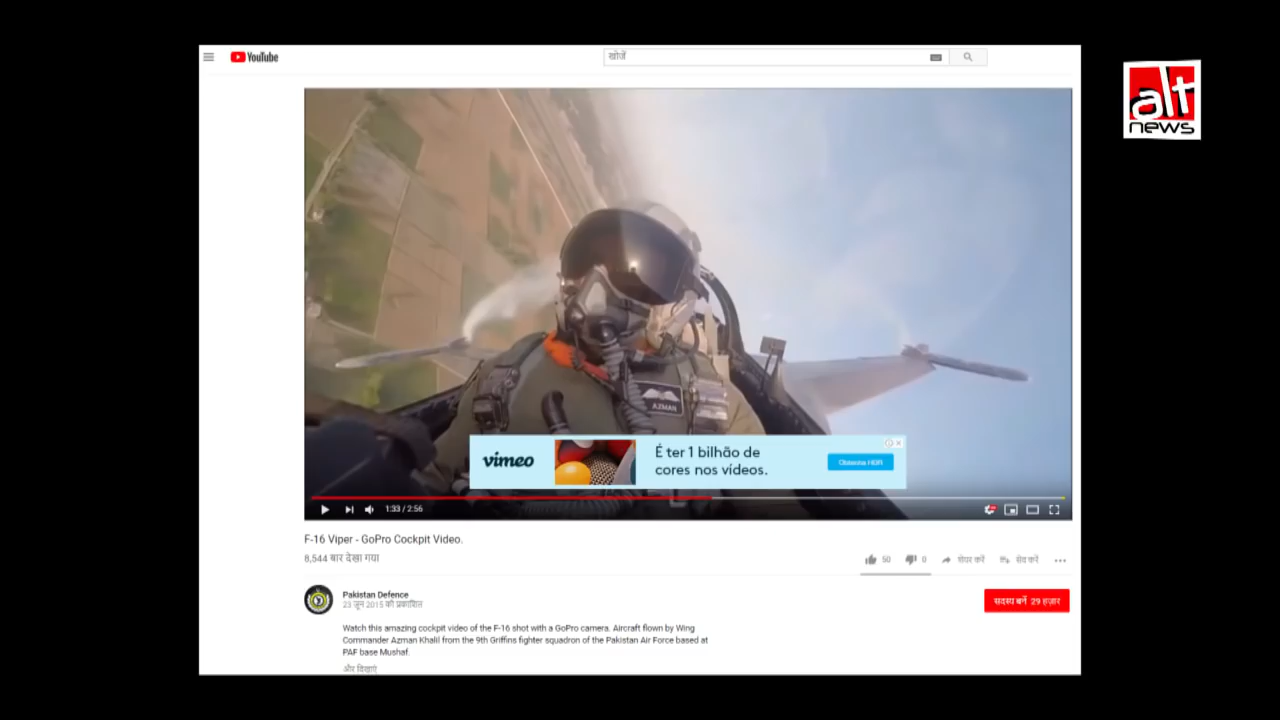 YouTube
खोजें
alt
news
AZMAN
vimeo
É ter 1 bilhão de
cores nos vídeos.
Obtenha HDR
1:33 / 2:56
F-16 Viper - GoPro Cockpit Video.
8,544 बार देखा गया
50
0
शेयर करें
सेव करें
Pakistan Defence
23 जून 2015 को प्रकाशित
सदस्य बनें 29 हज़ार
Watch this amazing cockpit video of the F-16 shot with a GoPro camera. Aircraft flown by Wing
Commander Azman Khalil from the 9th Griffins fighter squadron of the Pakistan Air Force based at
PAF base Mushaf.
और दिखाएं